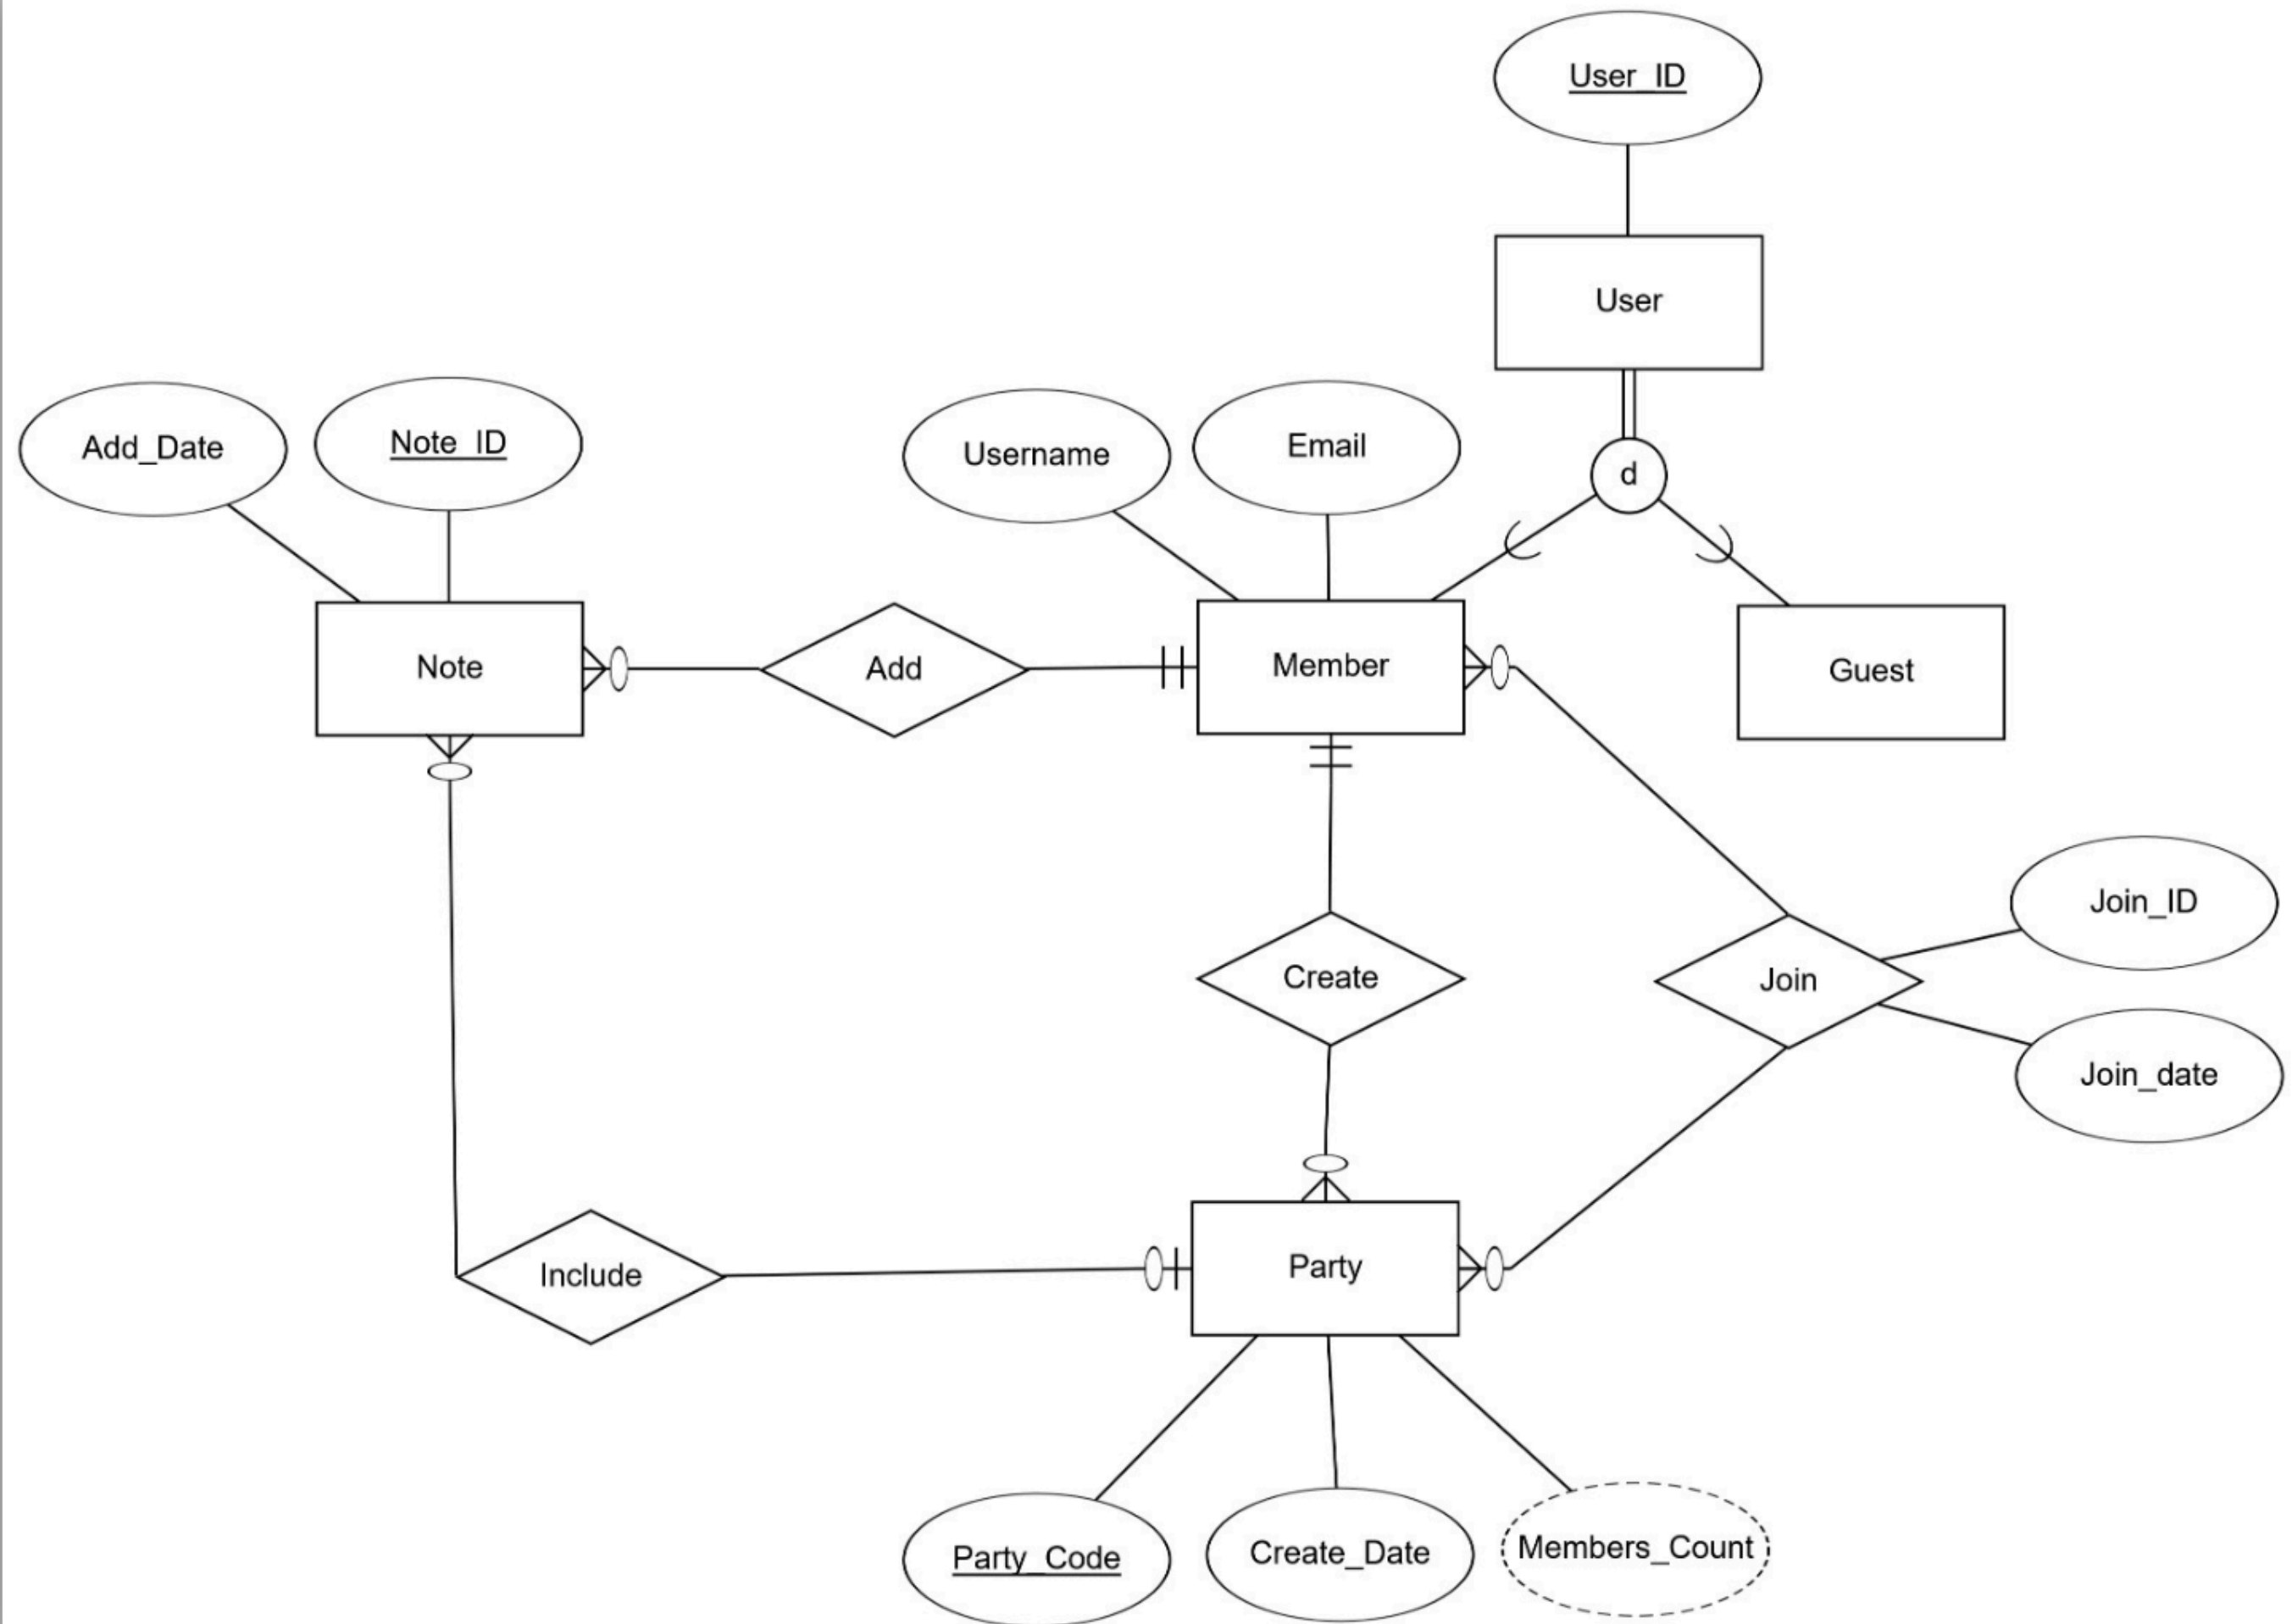 User_ID
User
d
Add_Date
Note_ID
Username
Email
Note
Add
Member
Guest
Create
Join
Join_ID
Join_date
Include
Party
Party_Code
Create_Date
Members_Count